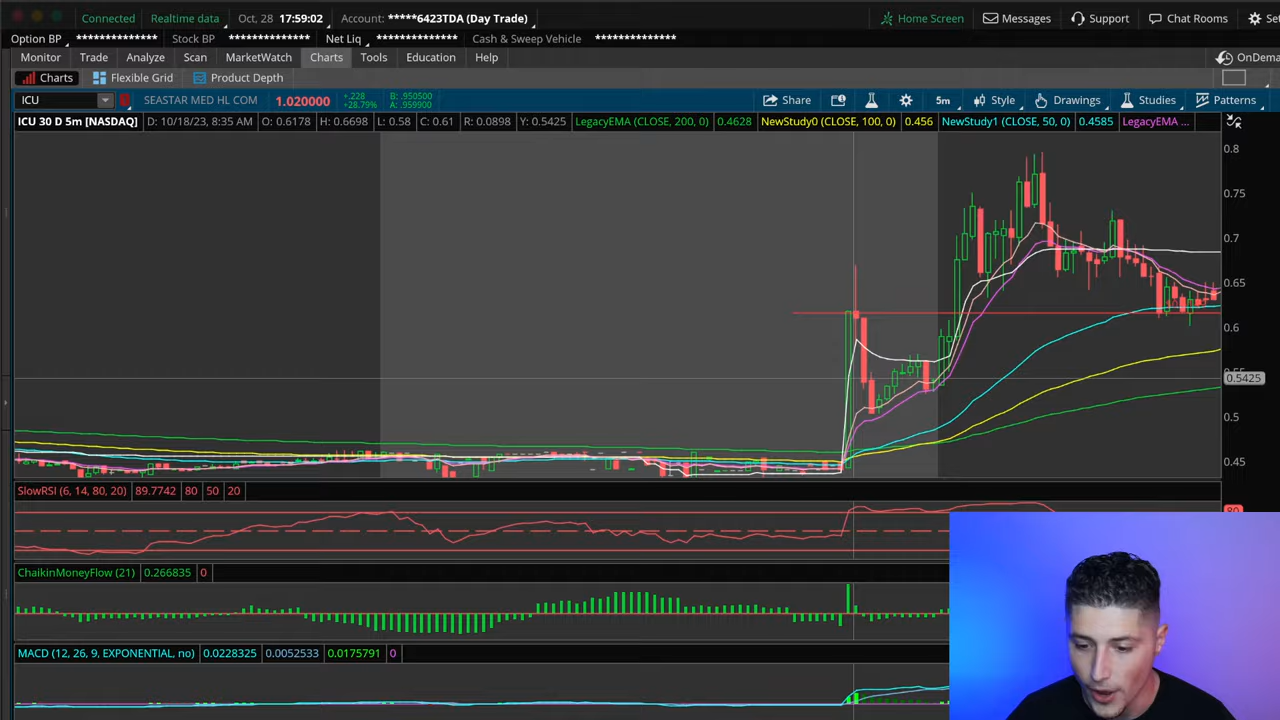 Connected Realtime data Oct, 28 17:59:02 Account: *****6423TDA (Day Trade) Home Screen Messages Support Chat Rooms
Option BP ************** Stock BP ************** Net Liq ************** Cash & Sweep Vehicle **************
Monitor Trade Analyze Scan MarketWatch Charts Tools Education Help
Charts Flexible Grid Product Depth
ICU SEASTAR MED HL COM 1.020000 +.228 B: .950500 Share 5m Style Drawings Studies Patterns
+28.79% A: .959900
ICU 30 D 5m [NASDAQ] D: 10/18/23, 8:35 AM O: 0.6178 H: 0.6698 L: 0.58 C: 0.61 R: 0.0898 Y: 0.5425 LegacyEMA (CLOSE, 200, 0) 0.4628 NewStudy0 (CLOSE, 100, 0) 0.456 NewStudy1 (CLOSE, 50, 0) 0.4585 LegacyEMA ...
0.8
0.75
0.7
0.65
0.6
0.5425
0.5
0.45
SlowRSI (6, 14, 80, 20) 89.7742 80 50 20
ChaikinMoneyFlow (21) 0.266835 0
MACD (12, 26, 9, EXPONENTIAL, no) 0.0228325 0.0052533 0.0175791 0